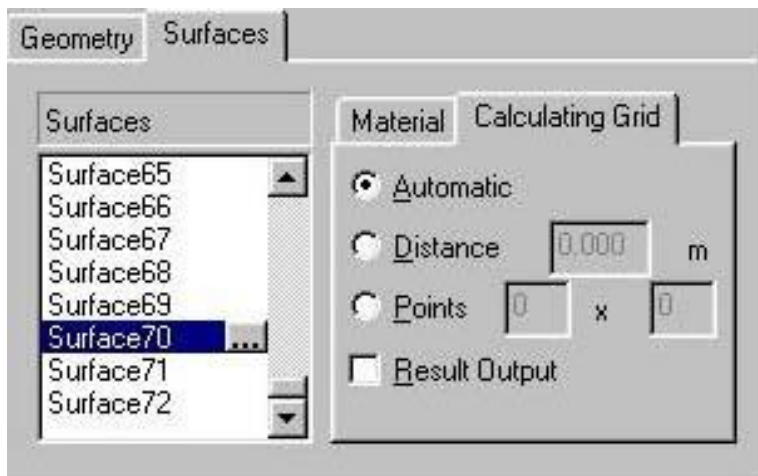 Geometry Surfaces
Surfaces
Surface65
Surface66
Surface67
Surface68
Surface69
Surface70 ...
Surface71
Surface72
Material Calculating Grid
Automatic
Distance 0.000 m
Points 0 x 0
Result Output